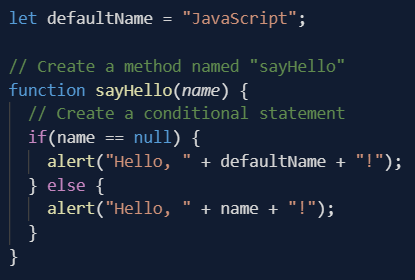 let defaultName = "JavaScript";

// Create a method named "sayHello"
function sayHello(name) {
  // Create a conditional statement
  if(name == null) {
    alert("Hello, " + defaultName + "!");
  } else {
    alert("Hello, " + name + "!");
  }
}